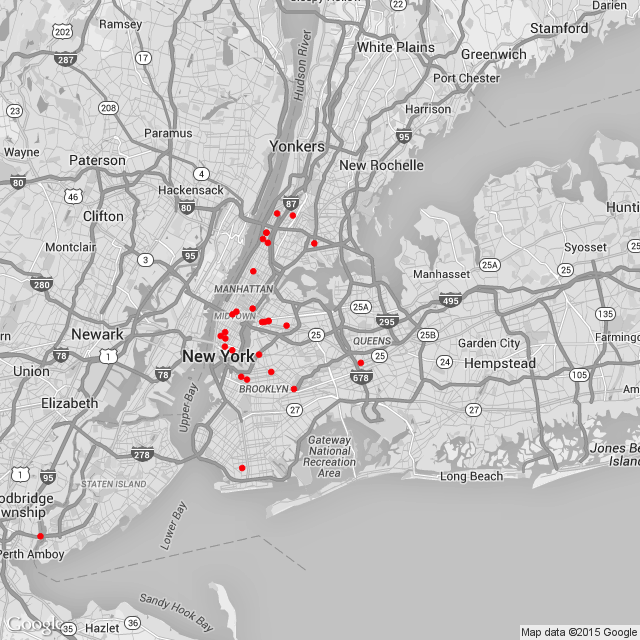 Sleepy Hollow
Darien
Ramsey
22
202
Stamford
White Plains
Greenwich
17
287
Hudson River
Port Chester
23
208
Harrison
Paramus
95
Yonkers
Wayne
Paterson
New Rochelle
4
80
Hackensack
46
87
80
Clifton
Hunti
Montclair
95
Syosset
3
25A
25
Manhasset
280
MANHATTAN
495
25A
295
135
MIDTOWN
Newark
25
25B
Farmingd
QUEENS
Garden City
78
1
New York
25
24
Hempstead
Union
78
678
105
BROOKLYN
Am
Elizabeth
Upper Bay
27
27
Gateway
National
Recreation
Area
278
Jones Be
Island
1
95
STATEN ISLAND
Long Beach
odbridge
wnship
Lower Bay
Perth Amboy
Sandy Hook Bay
Google
35
Hazlet
36
Map data ©2015 Google